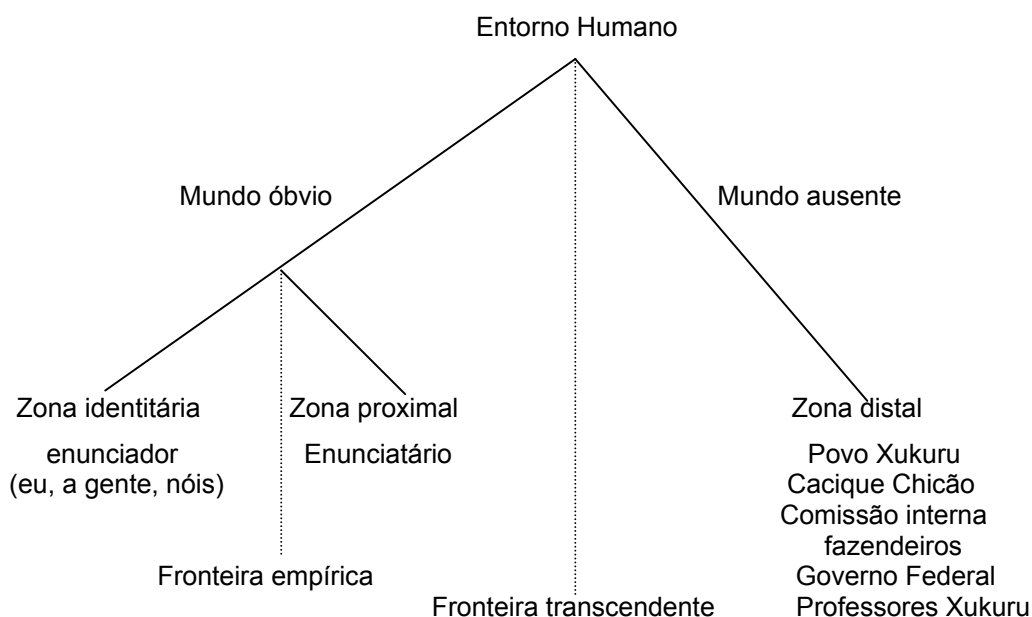 Entorno Humano
Mundo óbvio
Mundo ausente
Zona identitária
enunciador
(eu, a gente, nóis)
Zona proximal
Enunciatário
Zona distal
Povo Xukuru
Cacique Chicão
Comissão interna
fazendeiros
Governo Federal
Professores Xukuru
Fronteira empírica
Fronteira transcendente